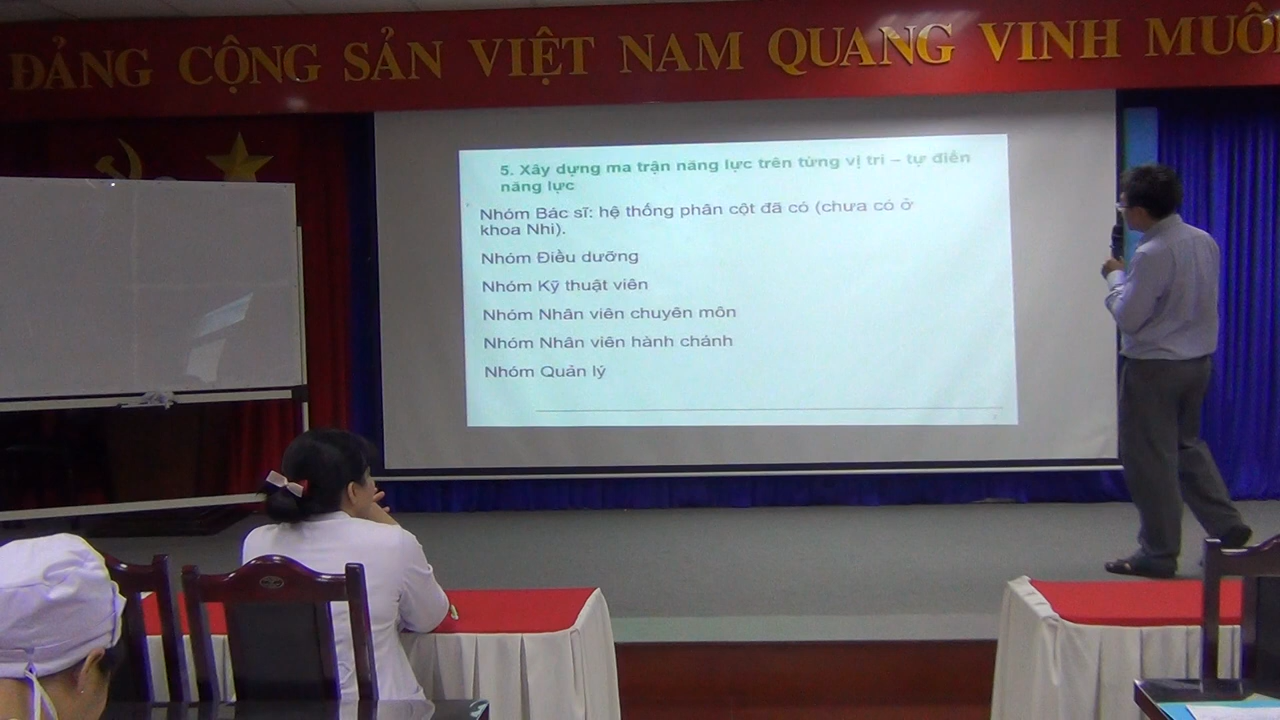 ĐẢNG CỘNG SẢN VIỆT NAM QUANG VINH MUÔ
5. Xây dựng ma trận năng lực trên từng vị trí – tự điển
năng lực
Nhóm Bác sĩ: hệ thống phân cột đã có (chưa có ở
khoa Nhi).
Nhóm Điều dưỡng
Nhóm Kỹ thuật viên
Nhóm Nhân viên chuyên môn
Nhóm Nhân viên hành chánh
Nhóm Quản lý